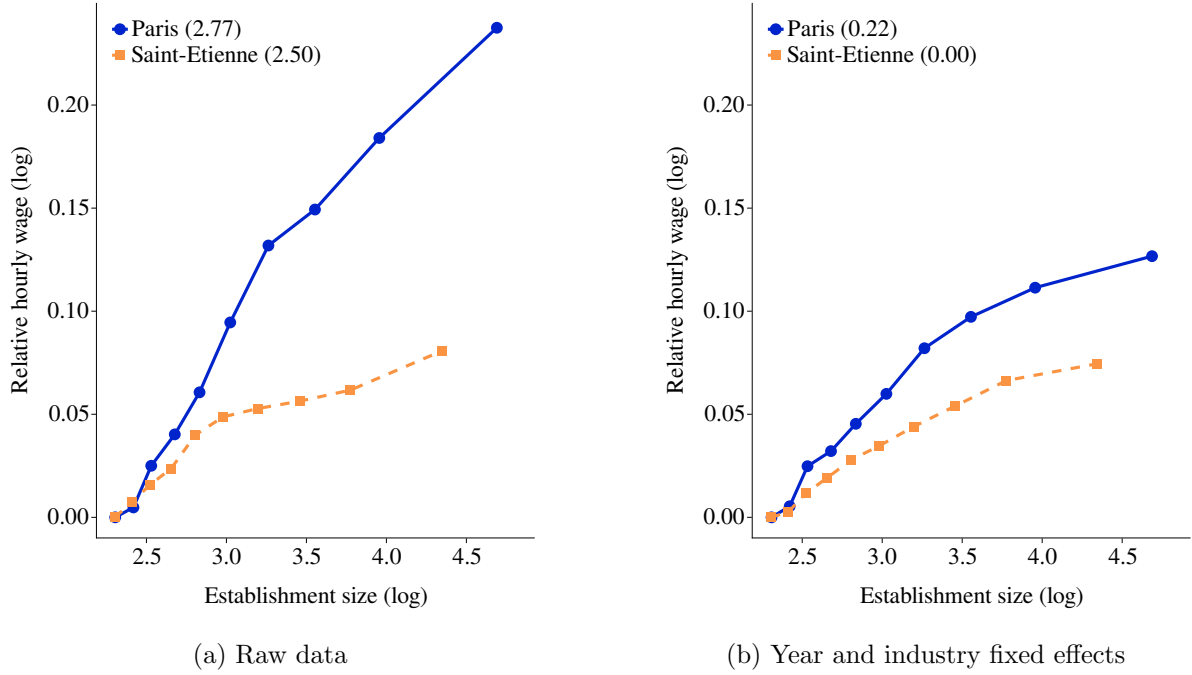 Paris (2.77)
Saint-Etienne (2.50)
Relative hourly wage (log)
0.20
0.15
0.10
0.05
0.00
2.5 3.0 3.5 4.0 4.5
Establishment size (log)
(a) Raw data
Paris (0.22)
Saint-Etienne (0.00)
Relative hourly wage (log)
0.20
0.15
0.10
0.05
0.00
2.5 3.0 3.5 4.0 4.5
Establishment size (log)
(b) Year and industry fixed effects